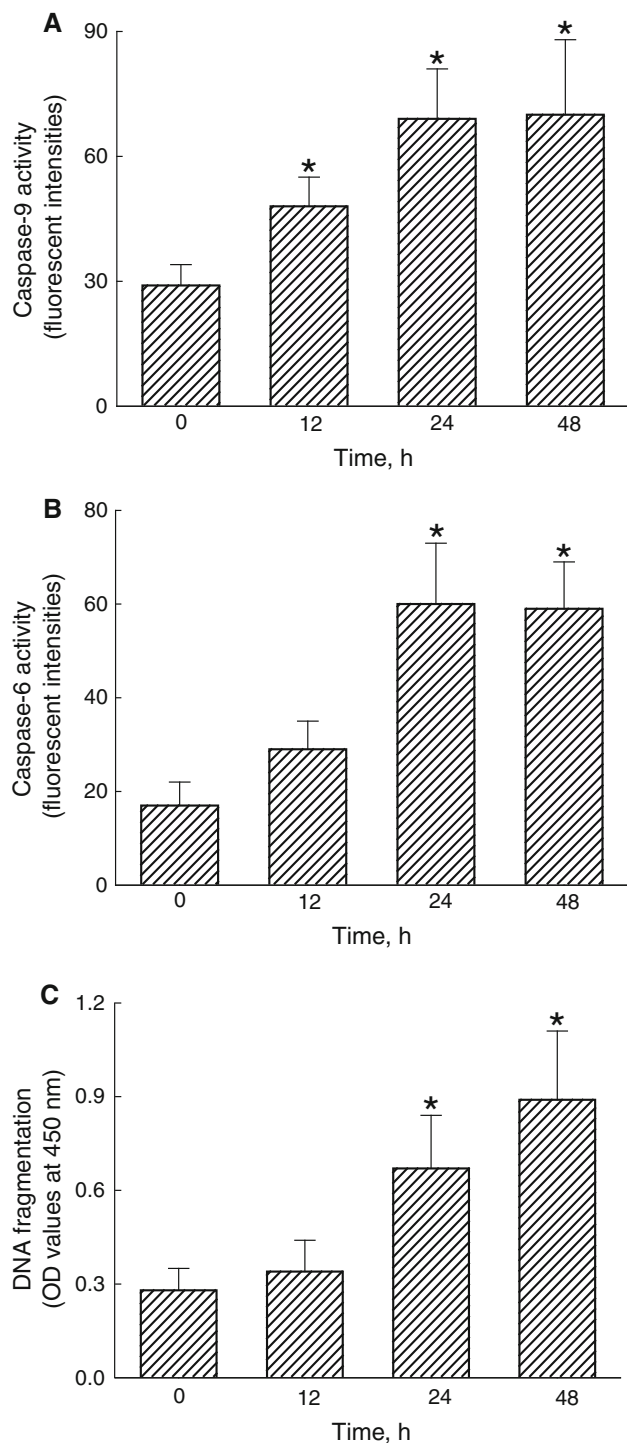 A
Caspase-9 activity
(fluorescent intensities)
90
60
30
0
*
*
*
0 12 24 48
Time, h
B
Caspase-6 activity
(fluorescent intensities)
80
60
40
20
0
*
*
0 12 24 48
Time, h
C
DNA fragmentation
(OD values at 450 nm)
1.2
0.9
0.6
0.3
0.0
*
*
0 12 24 48
Time, h